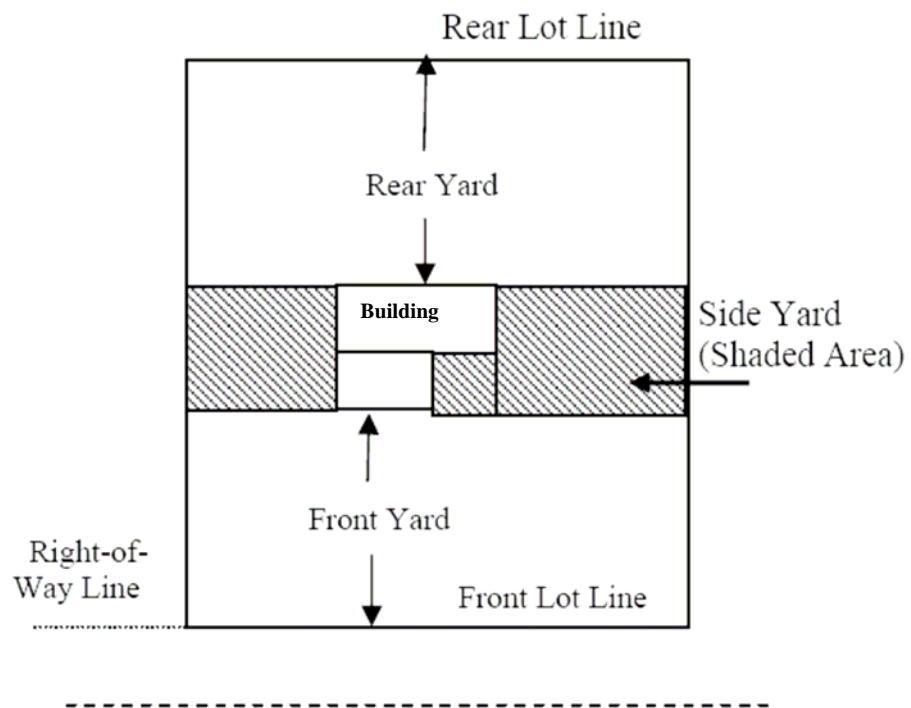 Rear Lot Line
Rear Yard
Building
Side Yard
(Shaded Area)
Front Yard
Right-of-
Way Line
Front Lot Line